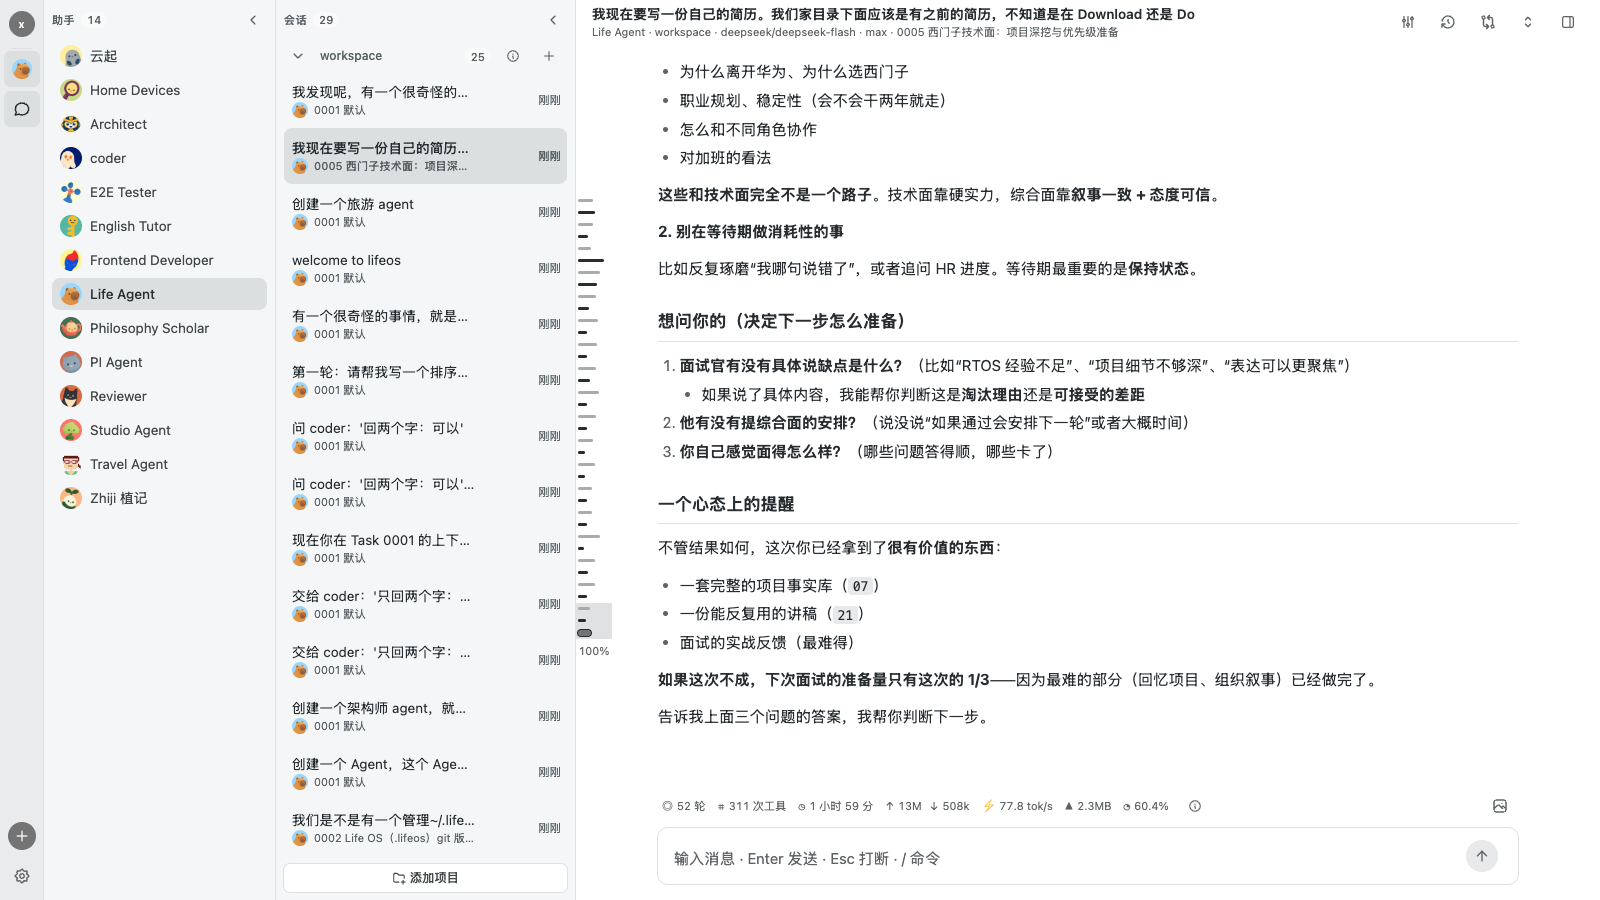 x
助手 14
云起
Home Devices
Architect
coder
E2E Tester
English Tutor
Frontend Developer
Life Agent
Philosophy Scholar
PI Agent
Reviewer
Studio Agent
Travel Agent
Zhiji 植记
会话 29
workspace 25
我发现呢，有一个很奇怪的...
刚刚
0001 默认
我现在要写一份自己的简历...
刚刚
0005 西门子技术面：项目深...
创建一个旅游 agent
刚刚
0001 默认
welcome to lifeos
刚刚
0001 默认
有一个很奇怪的事情，就是...
刚刚
0001 默认
第一轮：请帮我写一个排序...
刚刚
0001 默认
问 coder：'回两个字：可以'
刚刚
0001 默认
问 coder：'回两个字：可以'...
刚刚
0001 默认
现在你在 Task 0001 的上下...
刚刚
0001 默认
交给 coder：'只回两个字：...
刚刚
0001 默认
交给 coder：'只回两个字：...
刚刚
0001 默认
创建一个架构师 agent，就...
刚刚
0001 默认
创建一个 Agent，这个 Age...
刚刚
0001 默认
我们是不是有一个管理~/.life...
刚刚
0002 Life OS（.lifeos）git 版...
添加项目
我现在要写一份自己的简历。我们家目录下面应该是有之前的简历，不知道是在 Download 还是 Do
Life Agent · workspace · deepseek/deepseek-flash · max · 0005 西门子技术面：项目深挖与优先级准备
100%
• 为什么离开华为、为什么选西门子
• 职业规划、稳定性（会不会干两年就走）
• 怎么和不同角色协作
• 对加班的看法
这些和技术面完全不是一个路子。技术面靠硬实力，综合面靠叙事一致 + 态度可信。
2. 别在等待期做消耗性的事
比如反复琢磨“我哪句说错了”，或者追问 HR 进度。等待期最重要的是保持状态。
想问你的（决定下一步怎么准备）
1. 面试官有没有具体说缺点是什么？（比如“RTOS 经验不足”、“项目细节不够深”、“表达可以更聚焦”）
• 如果说了具体内容，我能帮你判断这是淘汰理由还是可接受的差距
2. 他有没有提综合面的安排？（说没说“如果通过会安排下一轮”或者大概时间）
3. 你自己感觉面得怎么样？（哪些问题答得顺，哪些卡了）
一个心态上的提醒
不管结果如何，这次你已经拿到了很有价值的东西：
• 一套完整的项目事实库（07）
• 一份能反复用的讲稿（21）
• 面试的实战反馈（最难得）
如果这次不成，下次面试的准备量只有这次的 1/3——因为最难的部分（回忆项目、组织叙事）已经做完了。
告诉我上面三个问题的答案，我帮你判断下一步。
52 轮 # 311 次工具 1 小时 59 分 ↑ 13M ↓ 508k ⚡ 77.8 tok/s ▲ 2.3MB 60.4%
输入消息 · Enter 发送 · Esc 打断 · / 命令